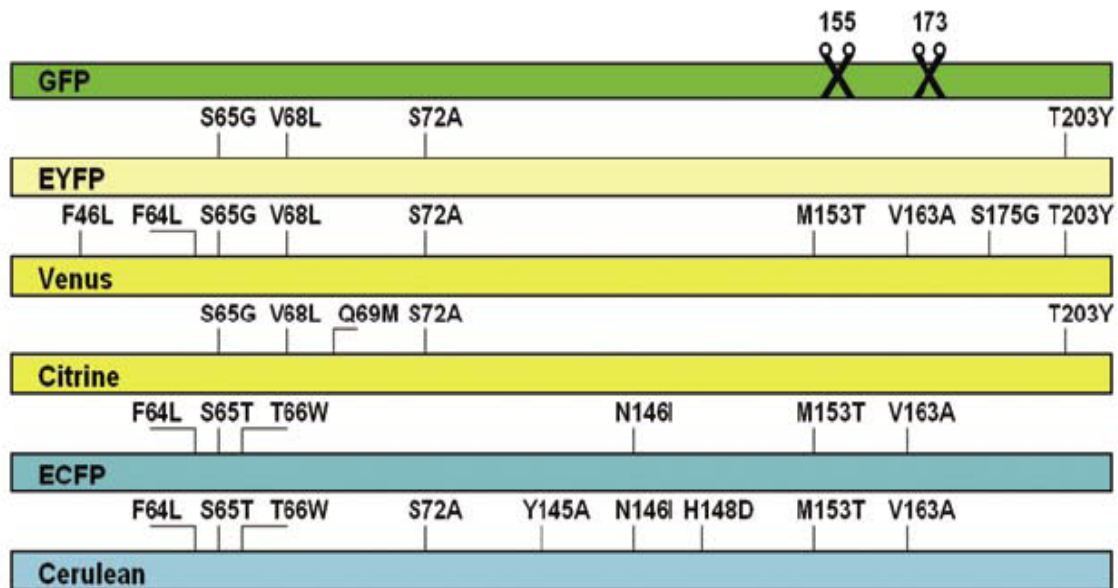 155 173
GFP
S65G V68L S72A T203Y
EYFP
F46L F64L S65G V68L S72A M153T V163A S175G T203Y
Venus
S65G V68L Q69M S72A T203Y
Citrine
F64L S65T T66W N146I M153T V163A
ECFP
F64L S65T T66W S72A Y145A N146I H148D M153T V163A
Cerulean